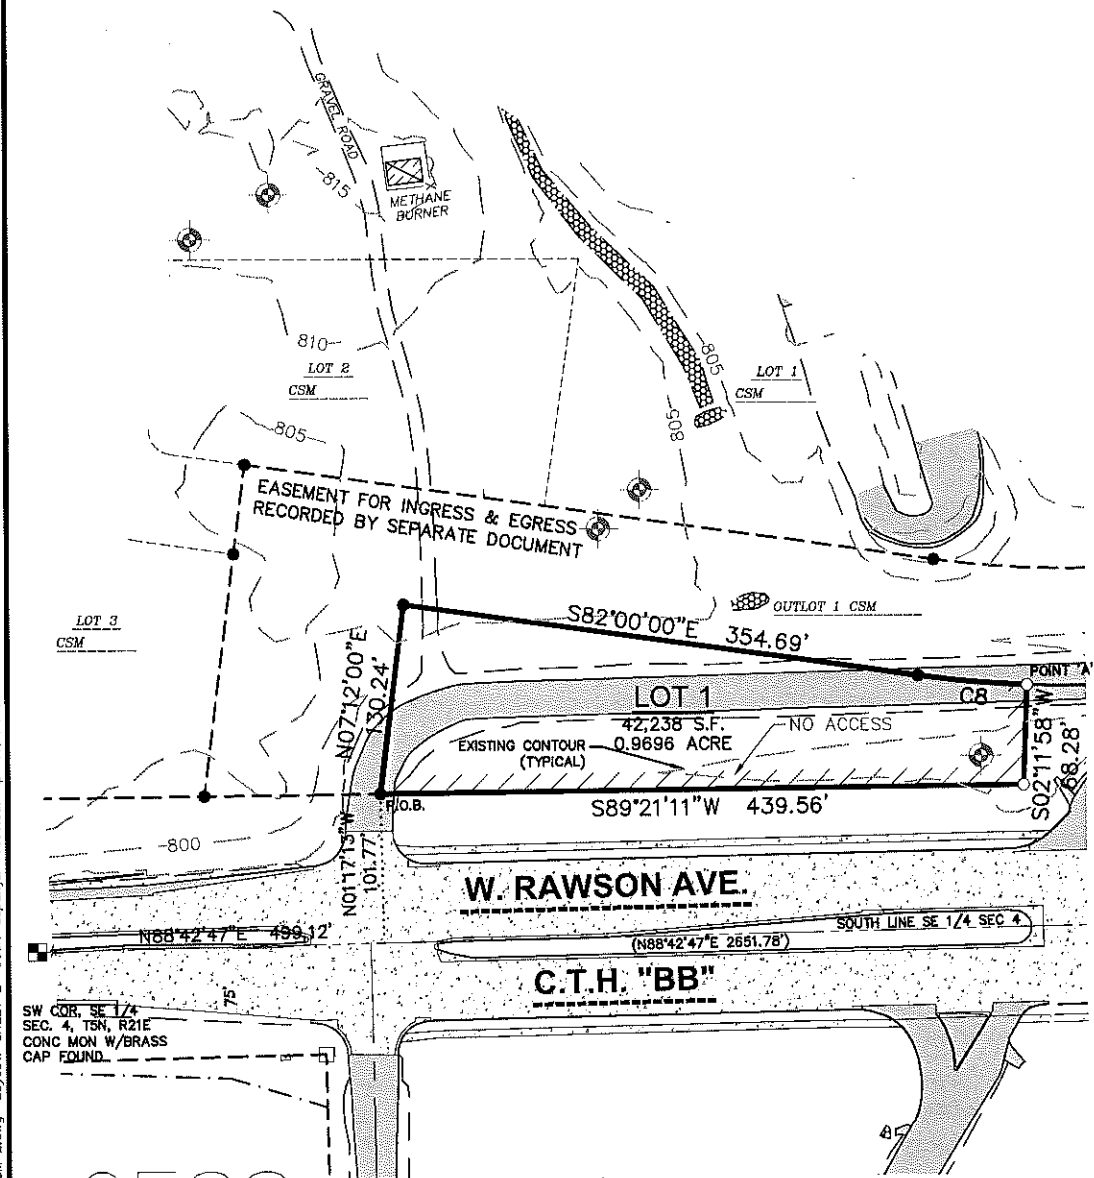 GRAVEL ROAD
815
METHANE
BURNER
810
LOT 2
CSM
805
LOT 1
CSM
805
805
EASEMENT FOR INGRESS & EGRESS
RECORDED BY SEPARATE DOCUMENT
LOT 3
CSM
OUTLOT 1 CSM
S82°00'00"E 354.69'
N07°12'00"E
130.24'
POINT 'A'
C8
LOT 1
42,238 S.F.
0.9696 ACRE
NO ACCESS
EXISTING CONTOUR
(TYPICAL)
S02°11'58"W
68.28'
P.O.B.
S89°21'11"W 439.56'
800
N01°17'13"W
101.77'
W. RAWSON AVE.
SOUTH LINE SE 1/4 SEC 4
N88°42'47"E 499.12'
(N88°42'47"E 2651.78')
C.T.H. "BB"
75'
SW COR, SE 1/4
SEC. 4, T5N, R21E
CONC MON W/BRASS
CAP FOUND